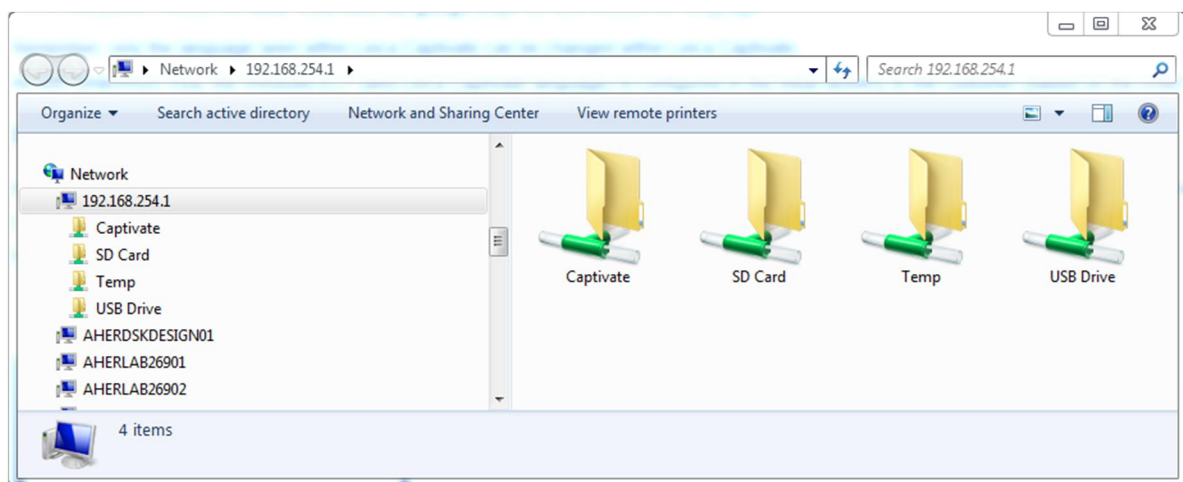 Network 192.168.254.1
Search 192.168.254.1
Organize Search active directory Network and Sharing Center View remote printers
Network
192.168.254.1
Captivate
SD Card
Temp
USB Drive
AHERDSKDESIGN01
AHERLAB26901
AHERLAB26902
Captivate SD Card Temp USB Drive
4 items